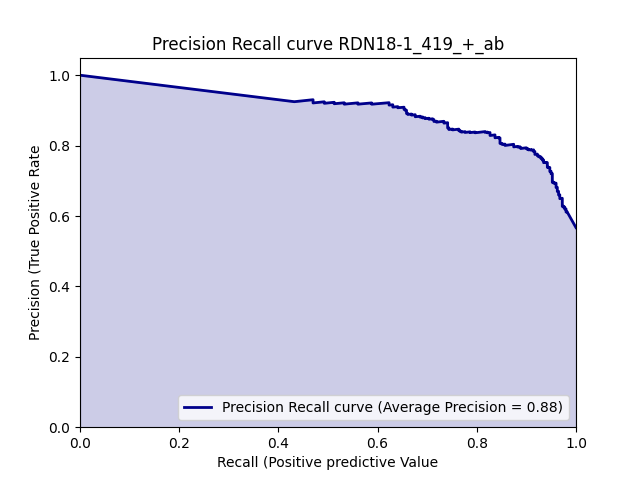 Precision Recall curve RDN18-1_419_+_ab
Precision (True Positive Rate
1.0
0.8
0.6
0.4
0.2
0.0
Precision Recall curve (Average Precision = 0.88)
0.0 0.2 0.4 0.6 0.8 1.0
Recall (Positive predictive Value